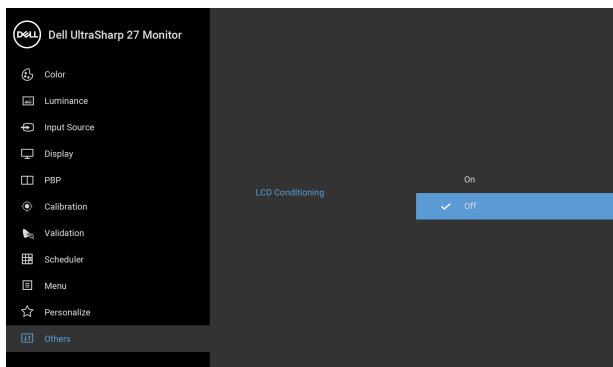 DELL Dell UltraSharp 27 Monitor
Color
Luminance
Input Source
Display
PBP
Calibration
Validation
Scheduler
Menu
Personalize
Others
LCD Conditioning
On
Off